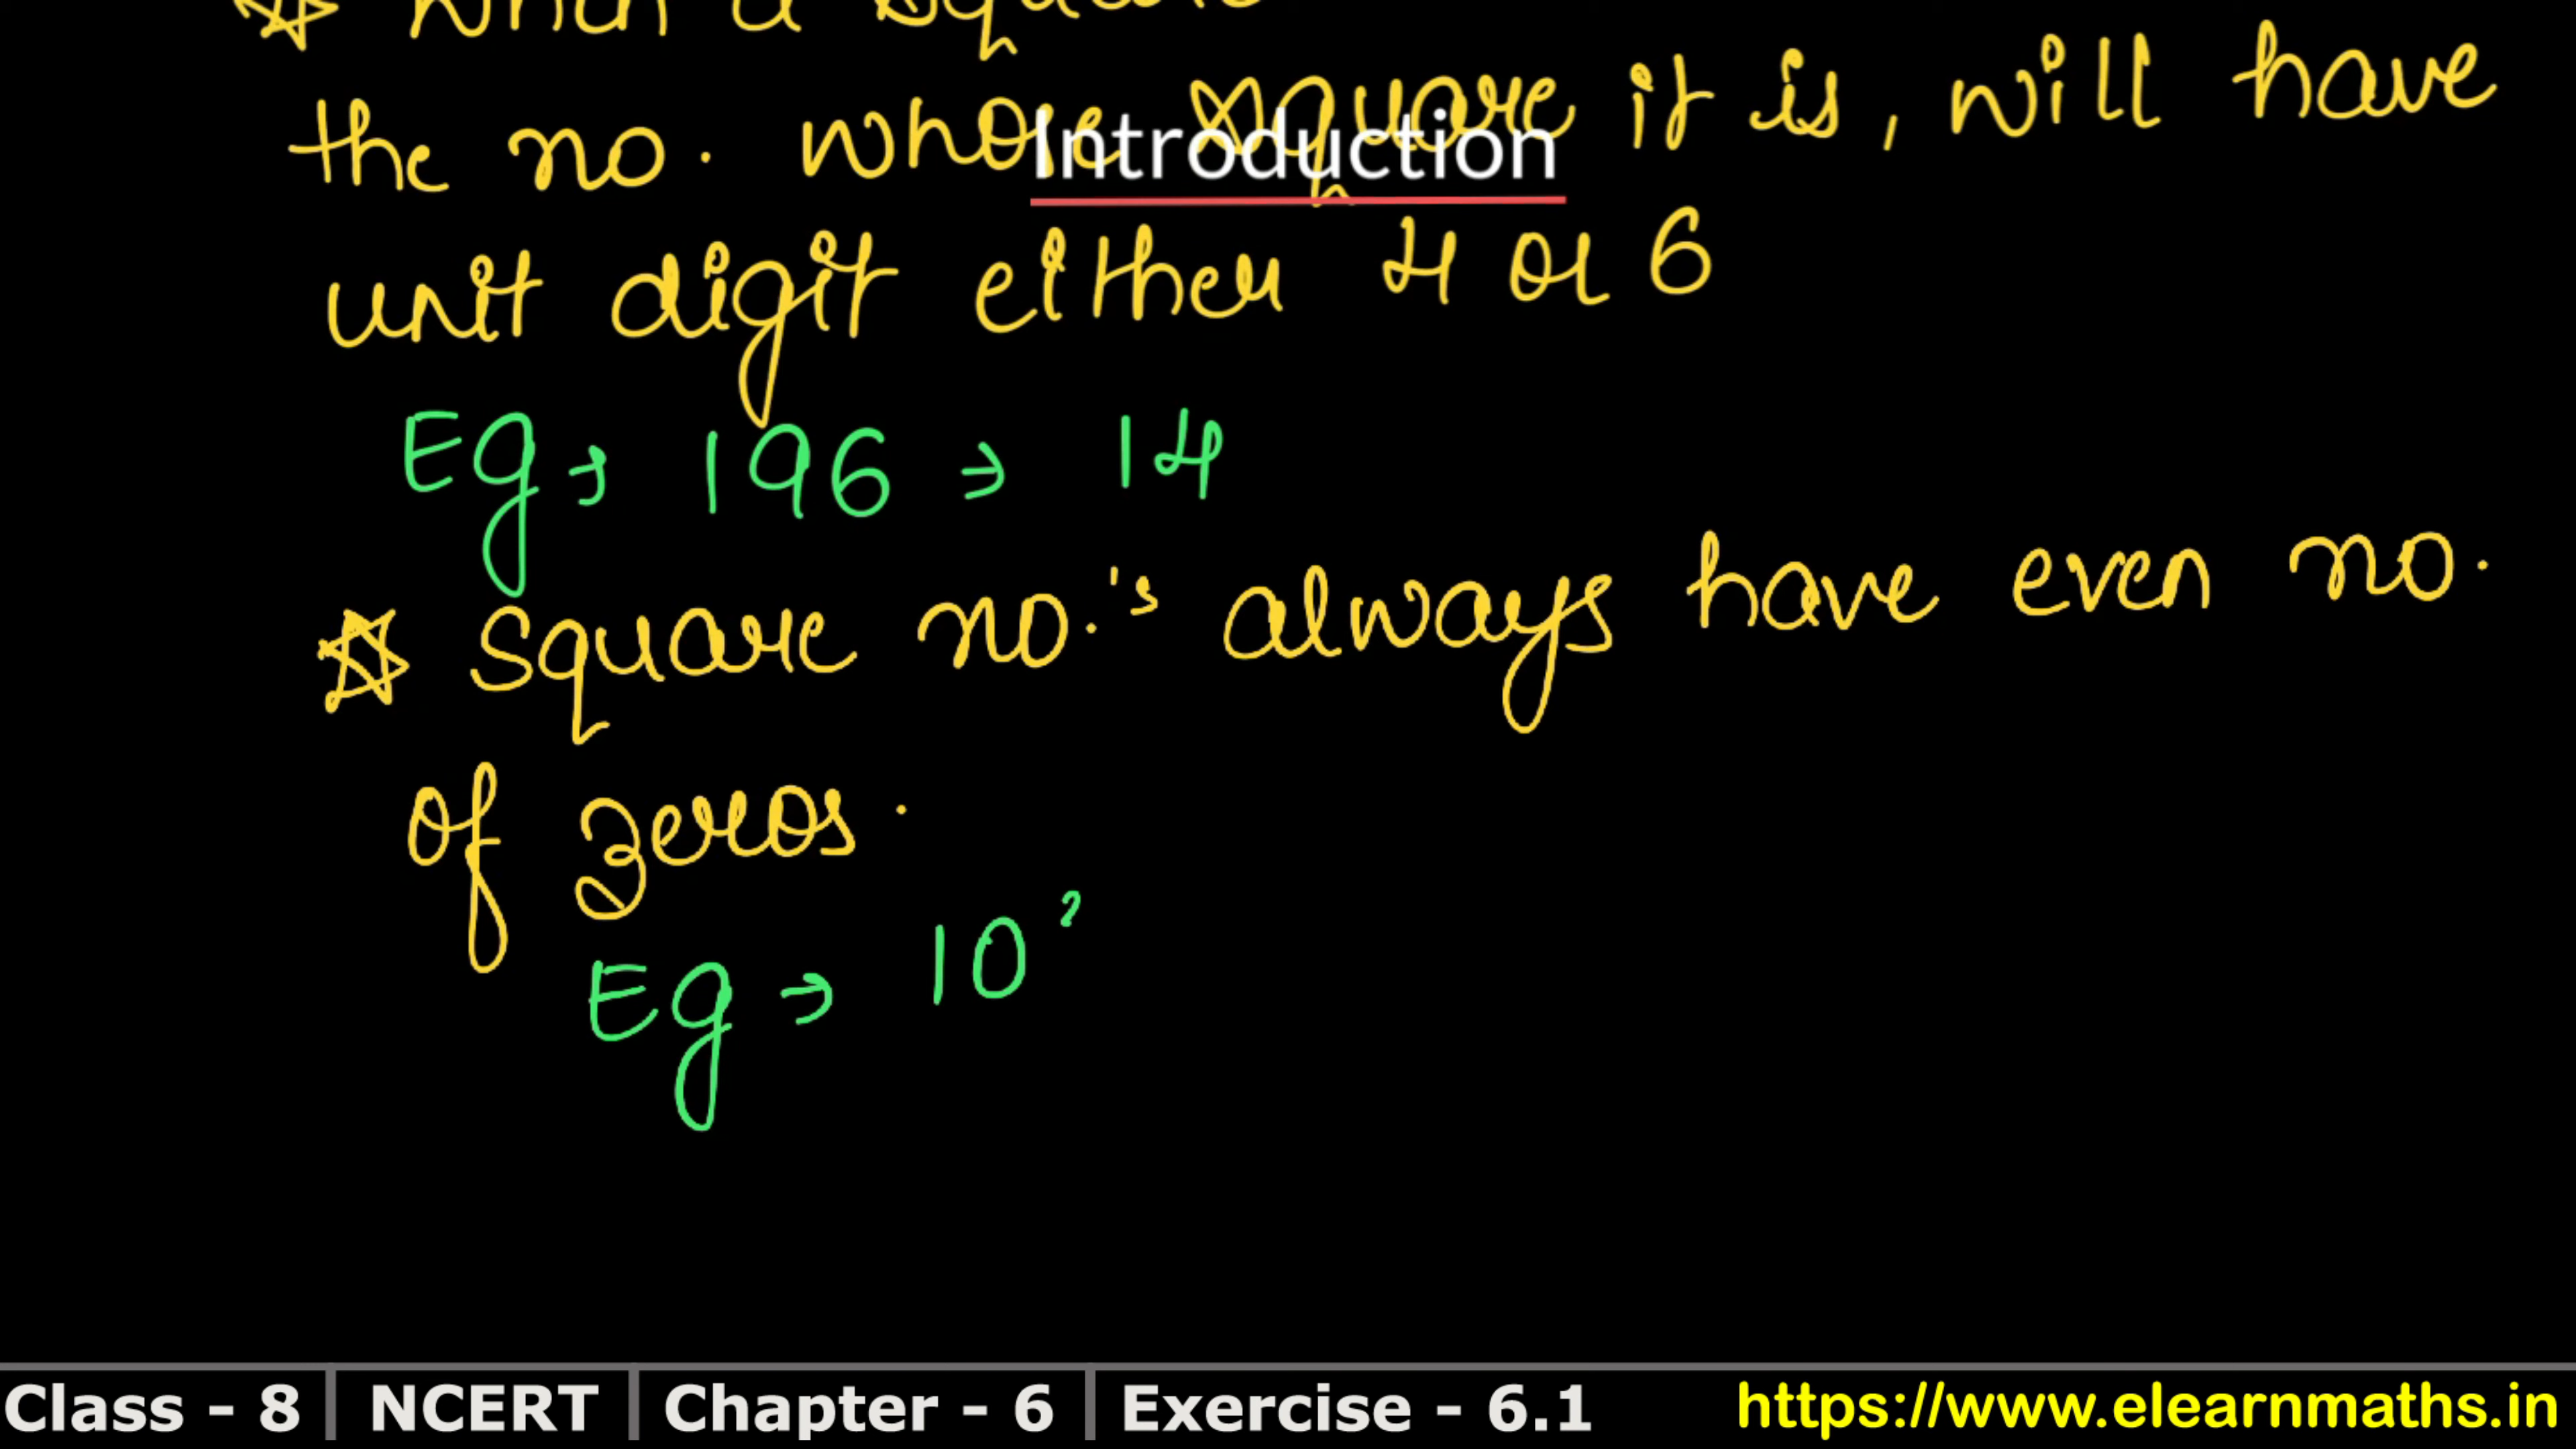 ☆ When a square
the no. whose square it is, will have
Introduction
unit digit either 4 or 6
Eg → 196 → 14
☆ Square no.'s always have even no.
of zeros.
Eg → 10²
Class - 8 | NCERT | Chapter - 6 | Exercise - 6.1 https://www.elearnmaths.in